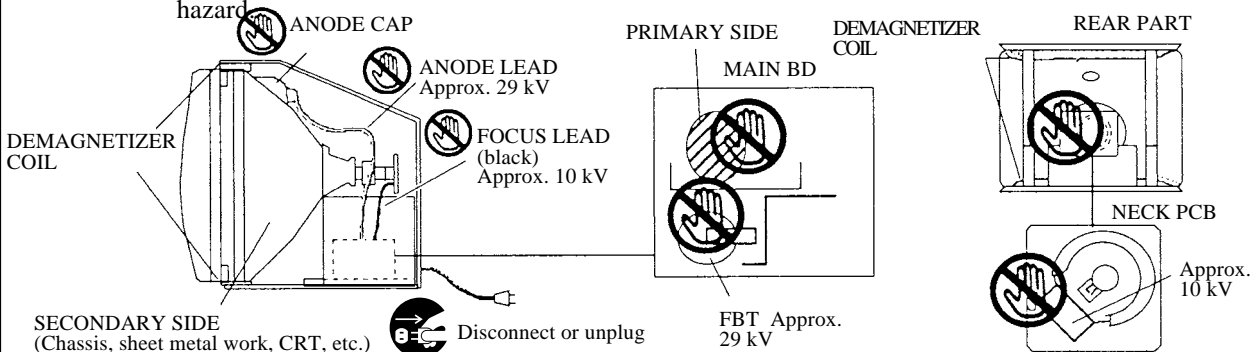 hazard
ANODE CAP
ANODE LEAD
Approx. 29 kV
FOCUS LEAD
(black)
Approx. 10 kV
DEMAGNETIZER
COIL
SECONDARY SIDE
(Chassis, sheet metal work, CRT, etc.)
Disconnect or unplug
PRIMARY SIDE
MAIN BD
FBT Approx.
29 kV
DEMAGNETIZER
COIL
REAR PART
NECK PCB
Approx.
10 kV